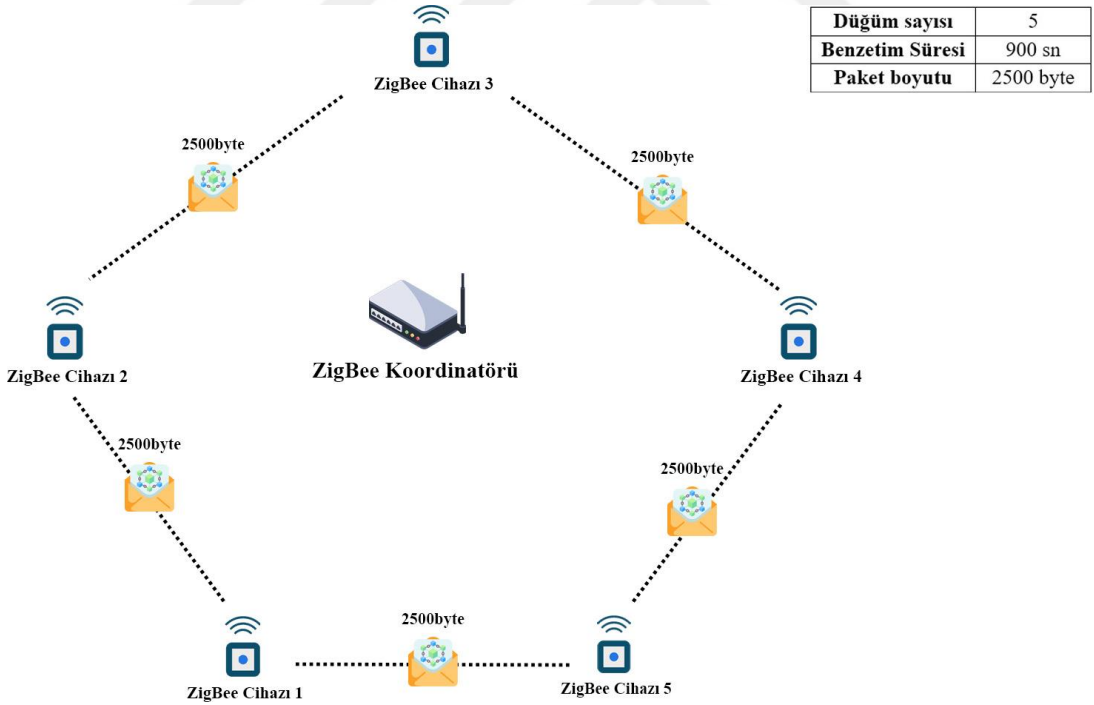 Düğüm sayısı 5
Benzetim Süresi 900 sn
Paket boyutu 2500 byte
ZigBee Cihazı 3
2500byte
2500byte
ZigBee Koordinatörü
ZigBee Cihazı 2
ZigBee Cihazı 4
2500byte
2500byte
2500byte
ZigBee Cihazı 1
ZigBee Cihazı 5